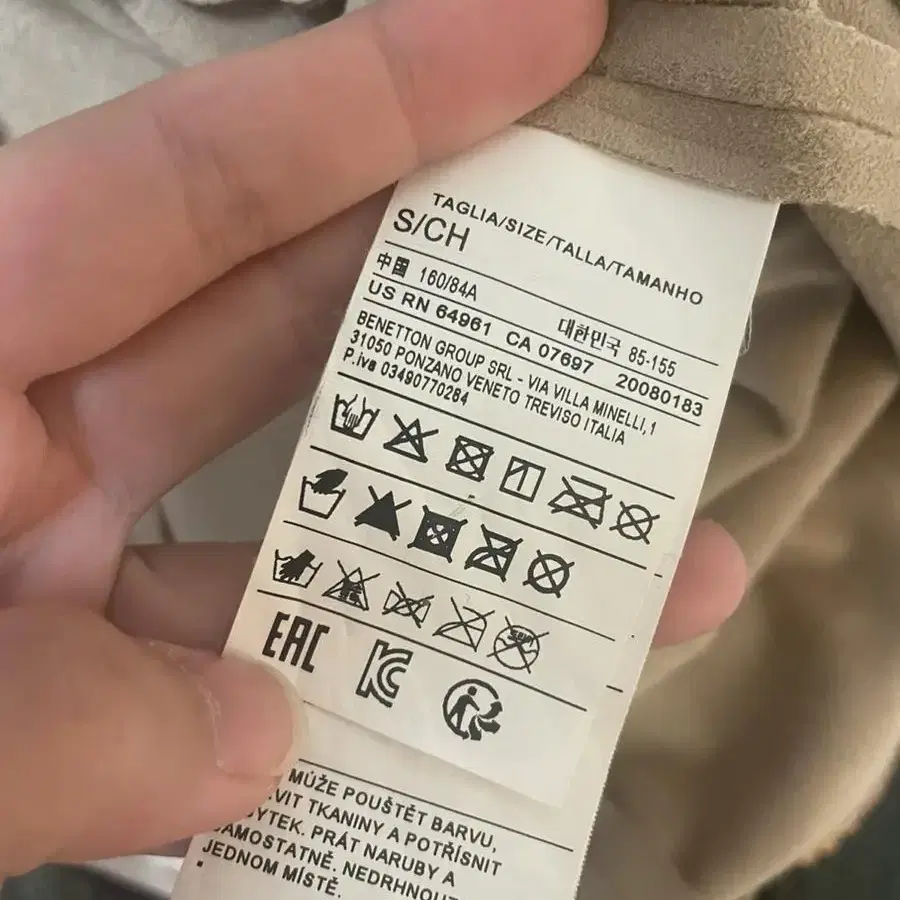 TAGLIA/SIZE/TALLA/TAMANHO
S/CH
中国 160/84A 대한민국 85-155
US RN 64961 CA 07697 20080183
BENETTON GROUP SRL - VIA VILLA MINELLI,1
31050 PONZANO VENETO TREVISO ITALIA
P.iva 03490770284
EAC
MŮŽE POUŠTĚT BARVU,
TKANINY A POTŘÍSNIT
PRÁT NARUBY A
SAMOSTATNĚ. NEDRHNOUT
JEDNOM MÍSTĚ.